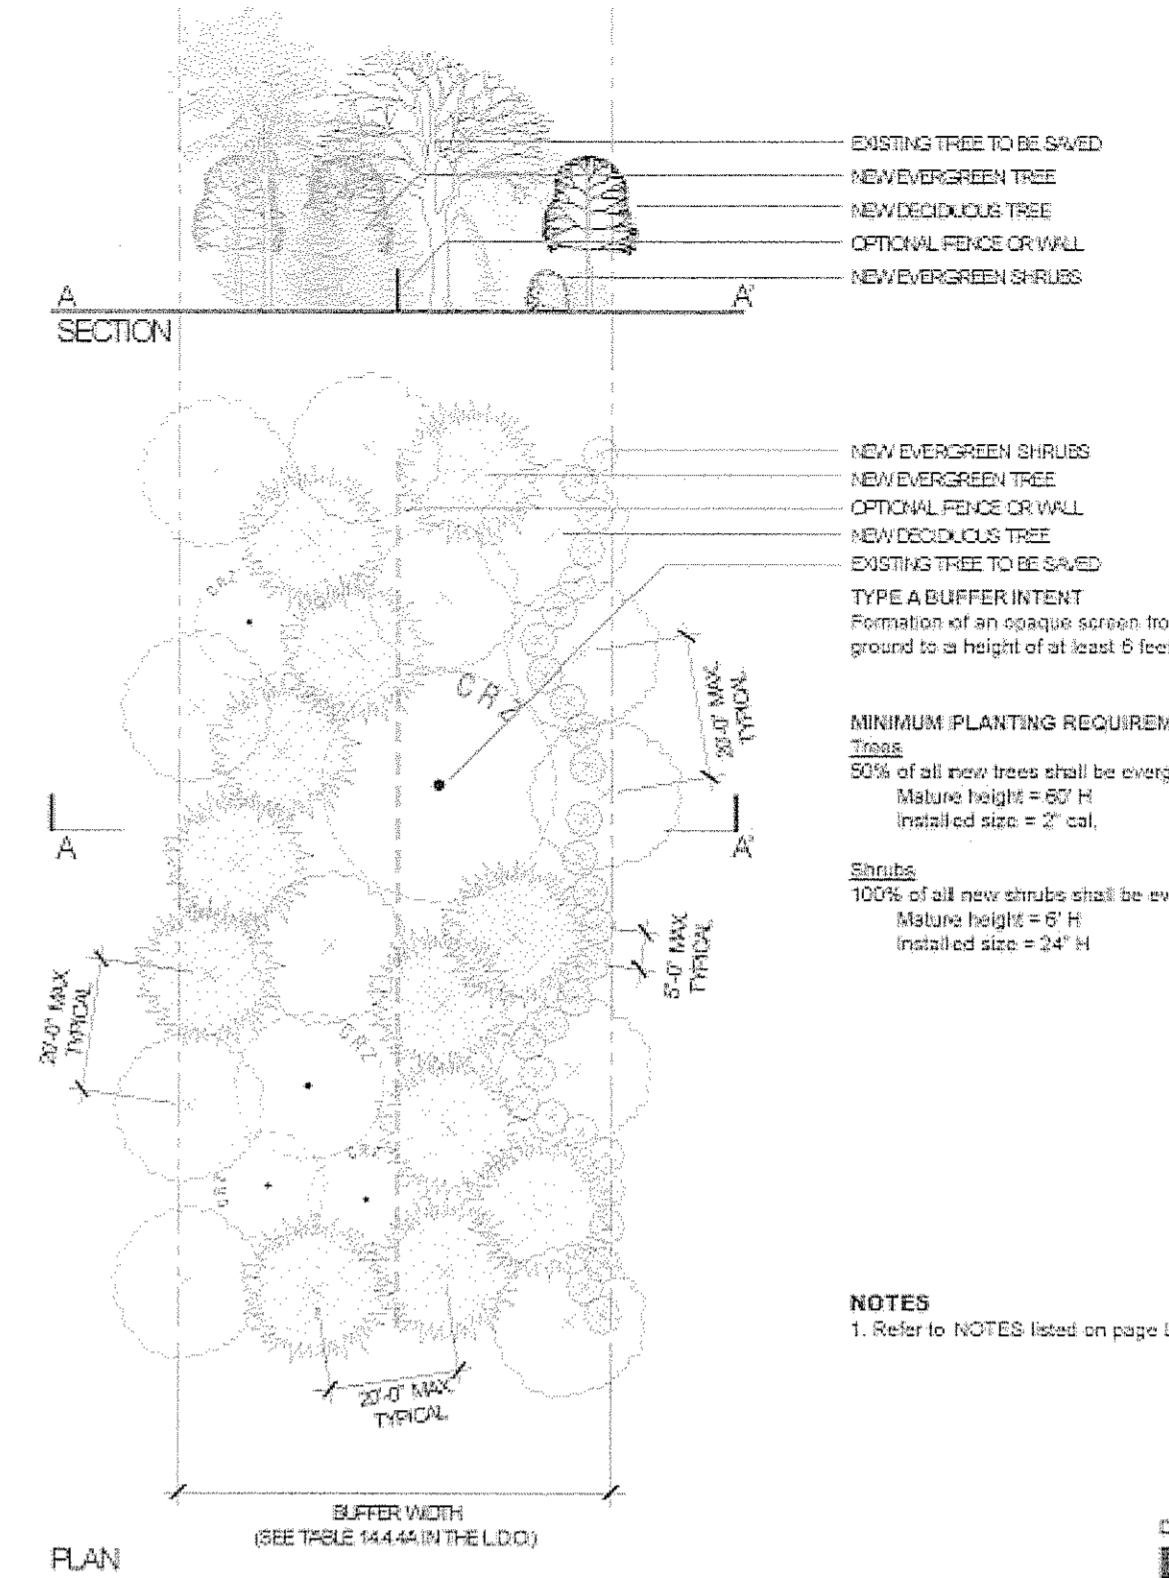 EXISTING TREE TO BE SAVED
NEW EVERGREEN TREE
NEW DECIDUOUS TREE
OPTIONAL FENCE OR WALL
NEW EVERGREEN SHRUBS
A
A'
SECTION
NEW EVERGREEN SHRUBS
NEW EVERGREEN TREE
OPTIONAL FENCE OR WALL
NEW DECIDUOUS TREE
EXISTING TREE TO BE SAVED
TYPE A BUFFER INTENT
Formation of an opaque screen fro
ground to a height of at least 6 fee
CRZ
CRZ
20'-0" MAX.
TYPICAL
MINIMUM PLANTING REQUIREM
Trees
50% of all new trees shall be everg
Mature height = 60' H
Installed size = 2" cal.
A
A'
Shrubs
100% of all new shrubs shall be ev
Mature height = 6' H
Installed size = 24" H
5'-0" MAX
TYPICAL
20'-0" MAX
TYPICAL
CRZ
CRZ
CRZ
NOTES
1. Refer to NOTES listed on page L
20'-0" MAX.
TYPICAL
BUFFER WIDTH
(SEE TABLE 14.4.4A IN THE L.D.O.)
PLAN